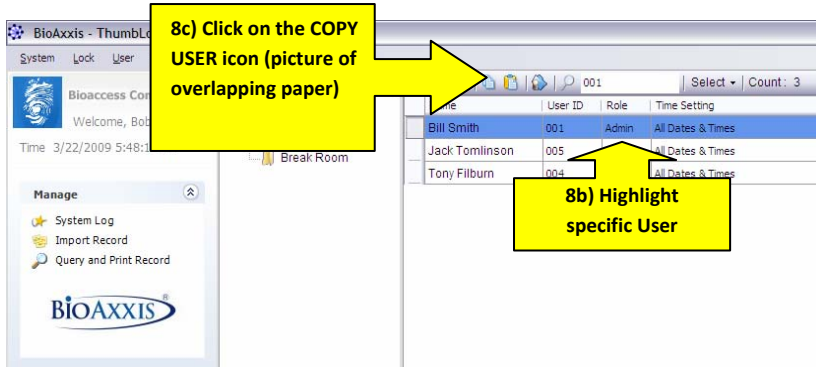 BioAxxis - ThumbLo
8c) Click on the COPY
USER icon (picture of
overlapping paper)
System Lock User
001 Select Count: 3
Bioaccess Con
Welcome, Bob
Time 3/22/2009 5:48:1
Break Room
User ID Role Time Setting
Bill Smith 001 Admin All Dates & Times
Jack Tomlinson 005 All Dates & Times
Tony Filburn 004 All Dates & Times
8b) Highlight
specific User
Manage
System Log
Import Record
Query and Print Record
BIOAXXIS®